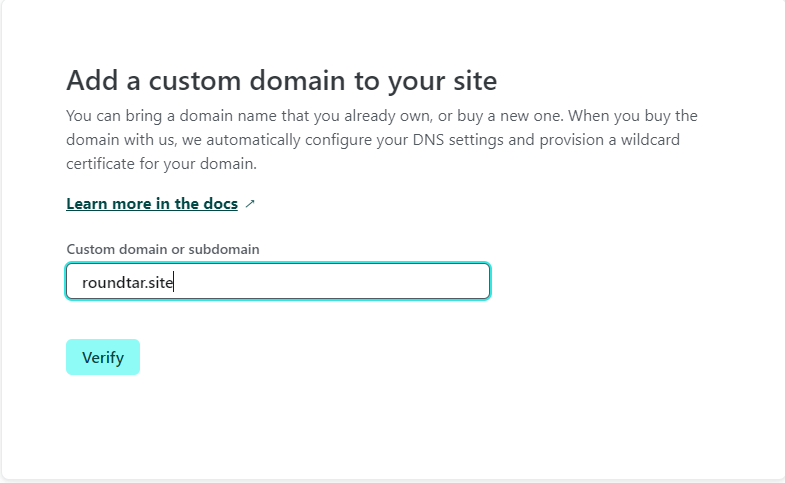 Add a custom domain to your site
You can bring a domain name that you already own, or buy a new one. When you buy the
domain with us, we automatically configure your DNS settings and provision a wildcard
certificate for your domain.
Learn more in the docs ↗
Custom domain or subdomain
roundtar.site
Verify